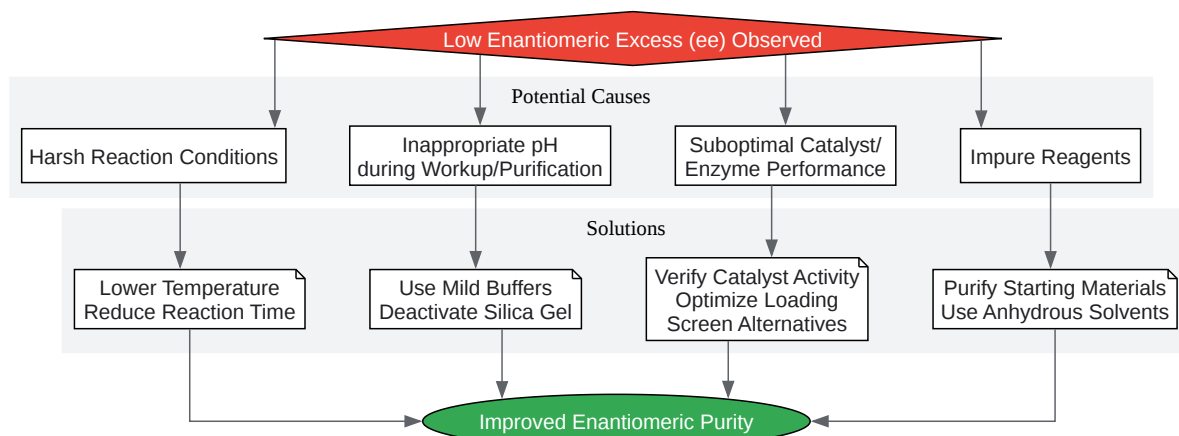 Low Enantiomeric Excess (ee) Observed
Potential Causes
Harsh Reaction Conditions
Inappropriate pH
during Workup/Purification
Suboptimal Catalyst/
Enzyme Performance
Impure Reagents
Solutions
Lower Temperature
Reduce Reaction Time
Use Mild Buffers
Deactivate Silica Gel
Verify Catalyst Activity
Optimize Loading
Screen Alternatives
Purify Starting Materials
Use Anhydrous Solvents
Improved Enantiomeric Purity